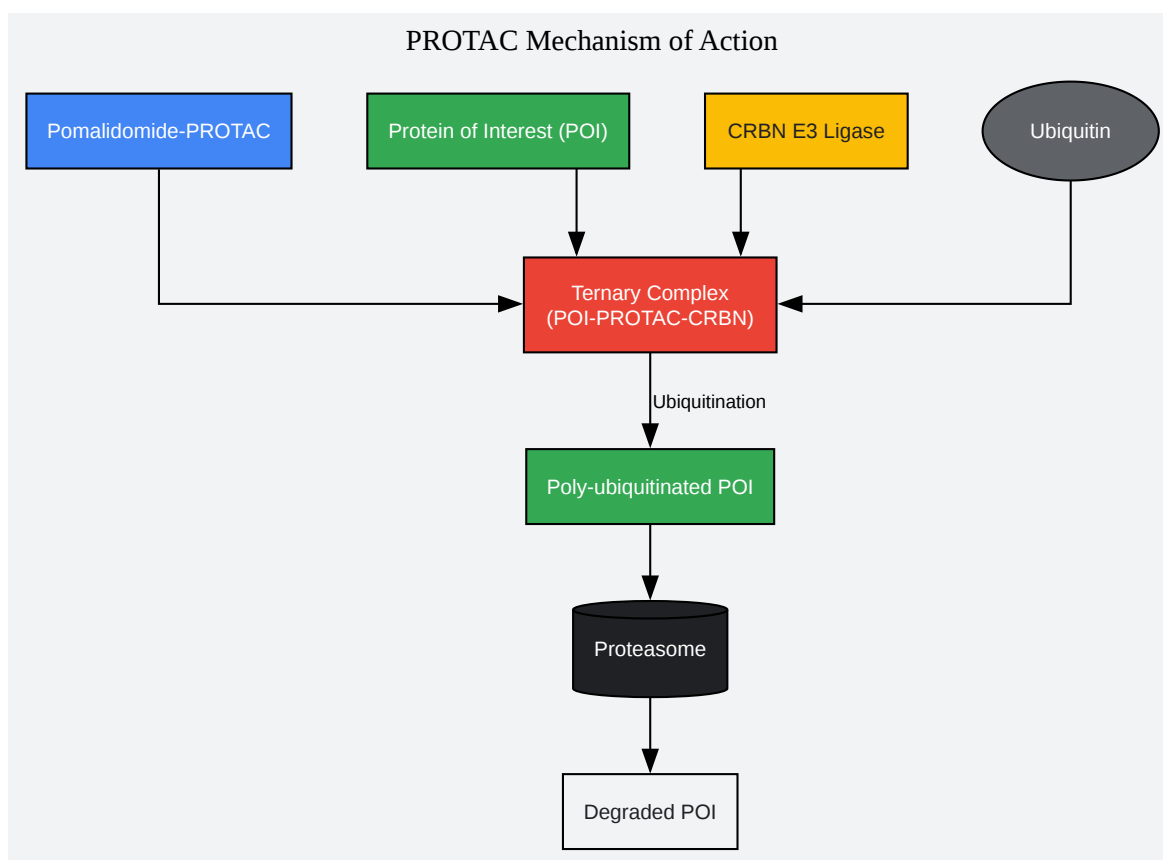 PROTAC Mechanism of Action
Pomalidomide-PROTAC
Protein of Interest (POI)
CRBN E3 Ligase
Ubiquitin
Ternary Complex
(POI-PROTAC-CRBN)
Ubiquitination
Poly-ubiquitinated POI
Proteasome
Degraded POI